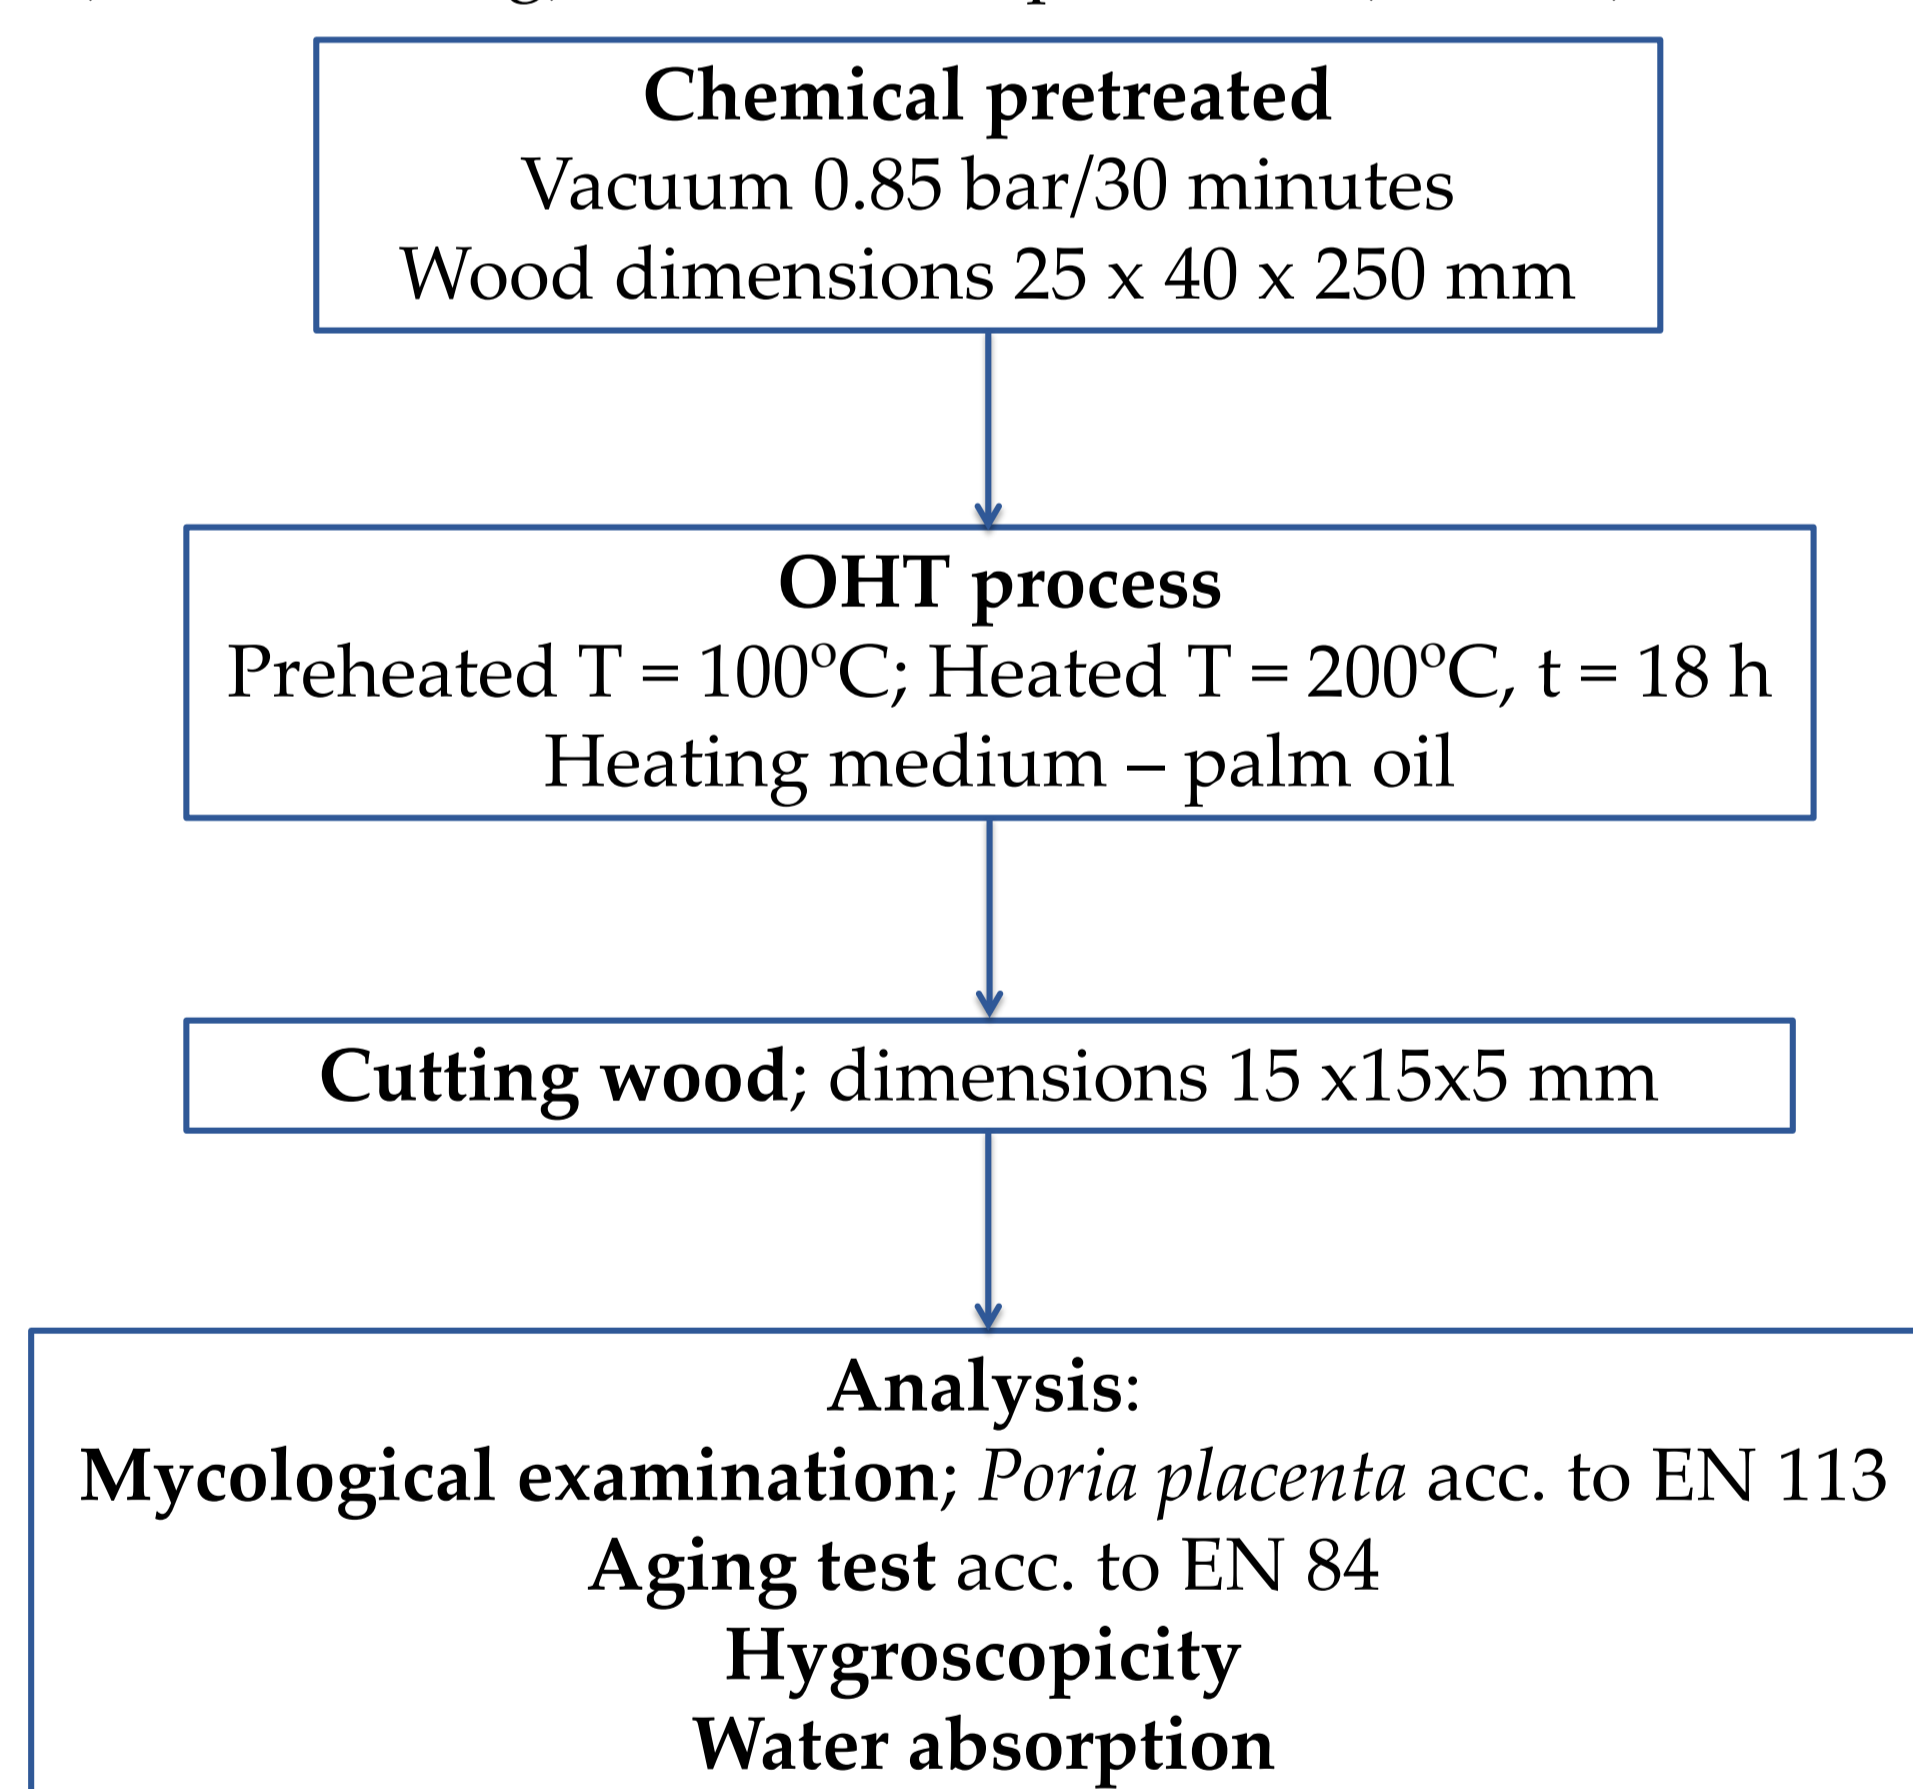 Chemical pretreated
Vacuum 0.85 bar/30 minutes
Wood dimensions 25 x 40 x 250 mm
OHT process
Preheated T = 100ºC; Heated T = 200ºC, t = 18 h
Heating medium – palm oil
Cutting wood; dimensions 15 x15x5 mm
Analysis:
Mycological examination; Poria placenta acc. to EN 113
Aging test acc. to EN 84
Hygroscopicity
Water absorption